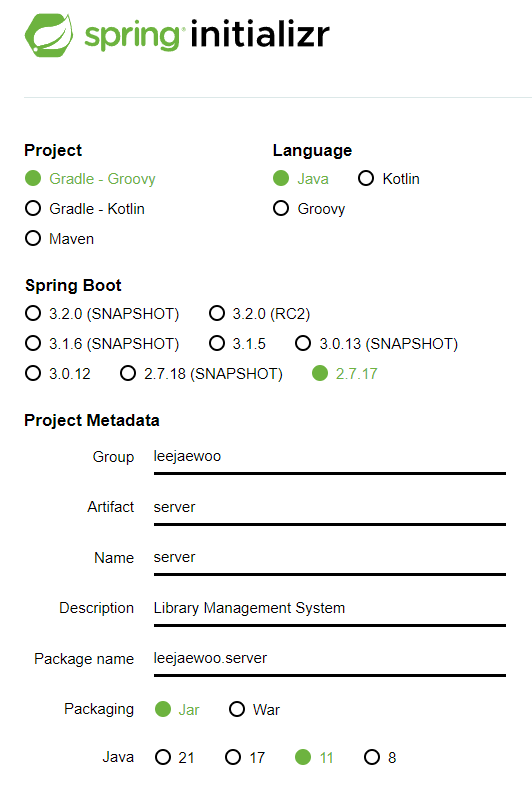 spring initializr
Project
Gradle - Groovy
Gradle - Kotlin
Maven
Language
Java Kotlin
Groovy
Spring Boot
3.2.0 (SNAPSHOT) 3.2.0 (RC2)
3.1.6 (SNAPSHOT) 3.1.5 3.0.13 (SNAPSHOT)
3.0.12 2.7.18 (SNAPSHOT) 2.7.17
Project Metadata
Group leejaewoo
Artifact server
Name server
Description Library Management System
Package name leejaewoo.server
Packaging Jar War
Java 21 17 11 8